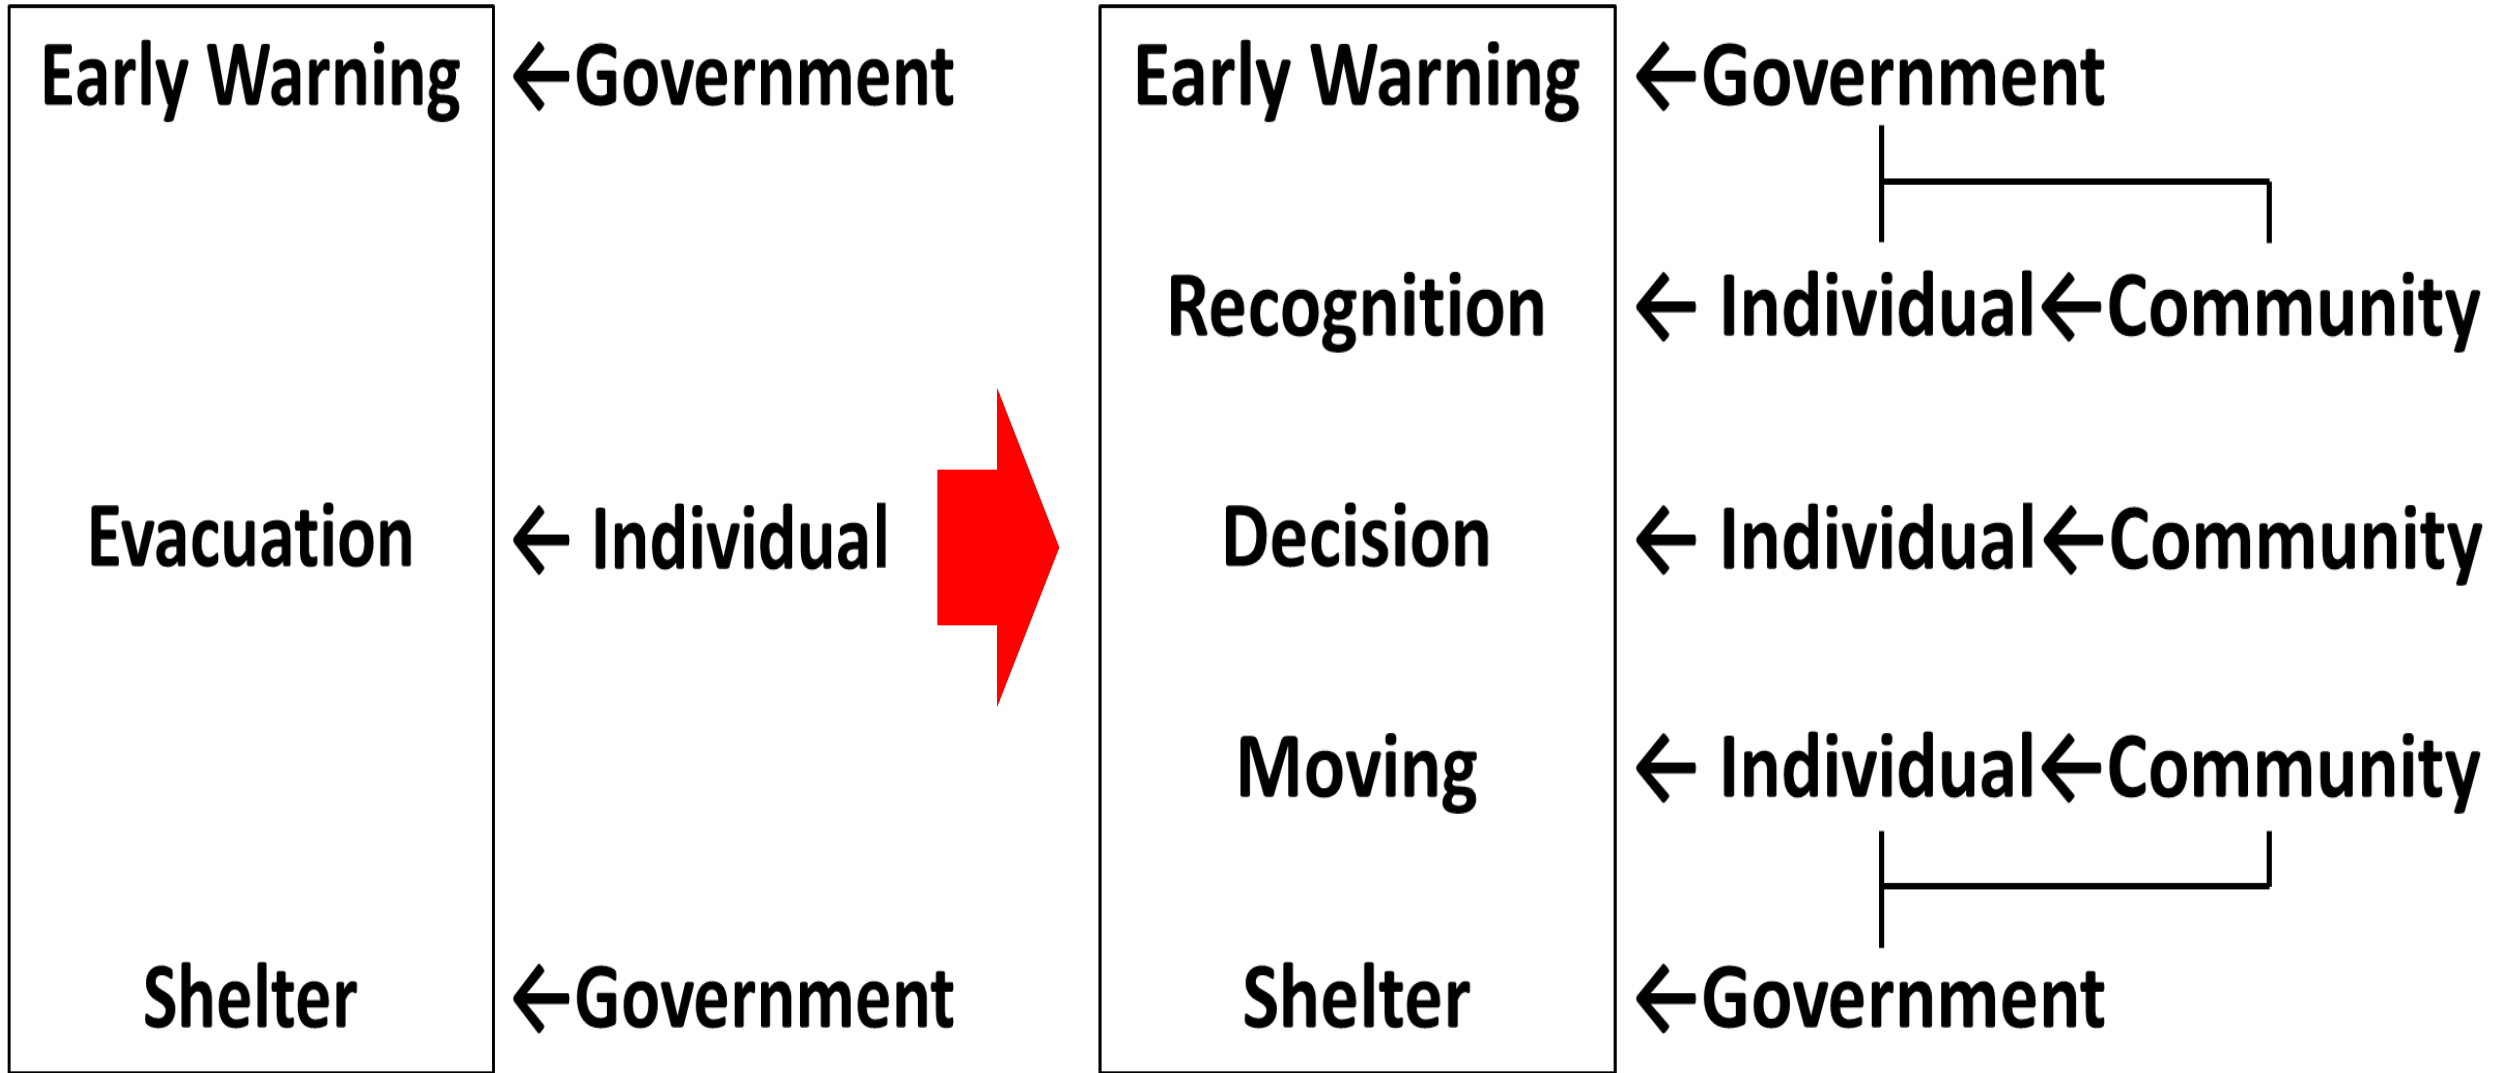 Early Warning ←Government
Evacuation ← Individual
Shelter ←Government
Early Warning ←Government
Recognition ← Individual←Community
Decision ← Individual←Community
Moving ← Individual←Community
Shelter ←Government